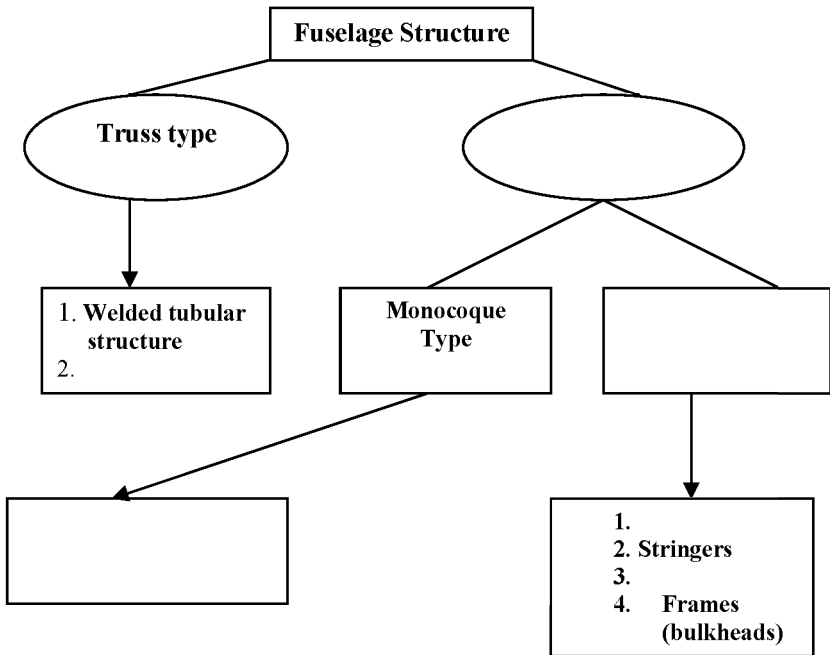 Fuselage Structure
Truss type
1. Welded tubular
structure
2.
Monocoque
Type
1.
2. Stringers
3.
4. Frames
(bulkheads)